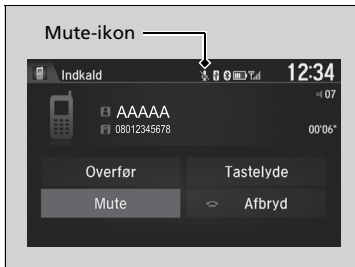 Mute-ikon
Indkald
12:34
07
AAAAA
08012345678
00'06"
Overfør
Tastelyde
Mute
Afbryd